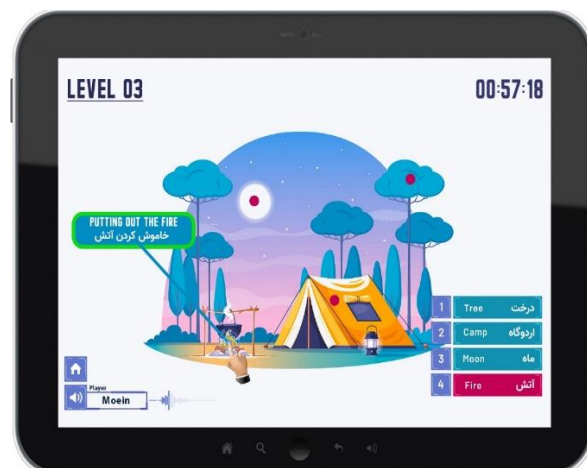 LEVEL 03
00:57:18
PUTTING OUT THE FIRE
خاموش کردن آتش
1 Tree درخت
2 Camp اردوگاه
3 Moon ماه
4 Fire آتش
Player
Moein